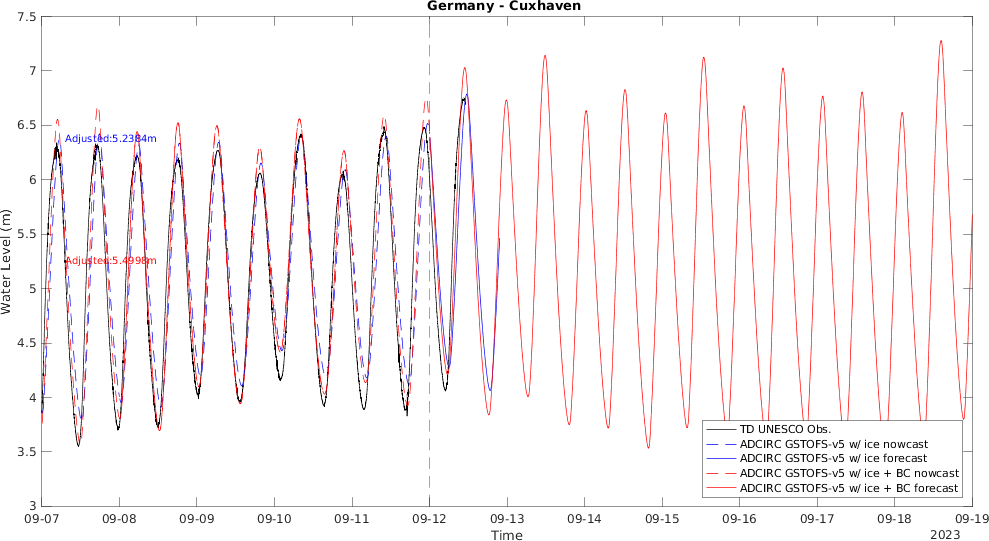 Germany - Cuxhaven
7.5
7
6.5
6
5.5
5
4.5
4
3.5
3
Water Level (m)
Adjusted:5.2384m
Adjusted:5.4998m
TD UNESCO Obs.
ADCIRC GSTOFS-v5 w/ ice nowcast
ADCIRC GSTOFS-v5 w/ ice forecast
ADCIRC GSTOFS-v5 w/ ice + BC nowcast
ADCIRC GSTOFS-v5 w/ ice + BC forecast
09-07 09-08 09-09 09-10 09-11 09-12 09-13 09-14 09-15 09-16 09-17 09-18 09-19
Time
2023